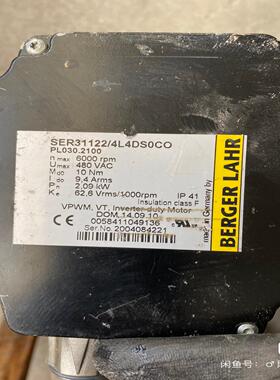 SER31122/4L4DS0CO
PL030.2100
n max 6000 rpm
U max 480 VAC
M do 10 Nm
I do 9,4 Arms
P n 2,09 kW IP 41
K e 62,6 Vrms/1000rpm Insulation class F
VPWM, VT, Inverter-duty Motor
DOM 14.09.10
0058411049136
Ser.No. 2004084221
BERGER LAHR
made in Germany by
闲鱼号: